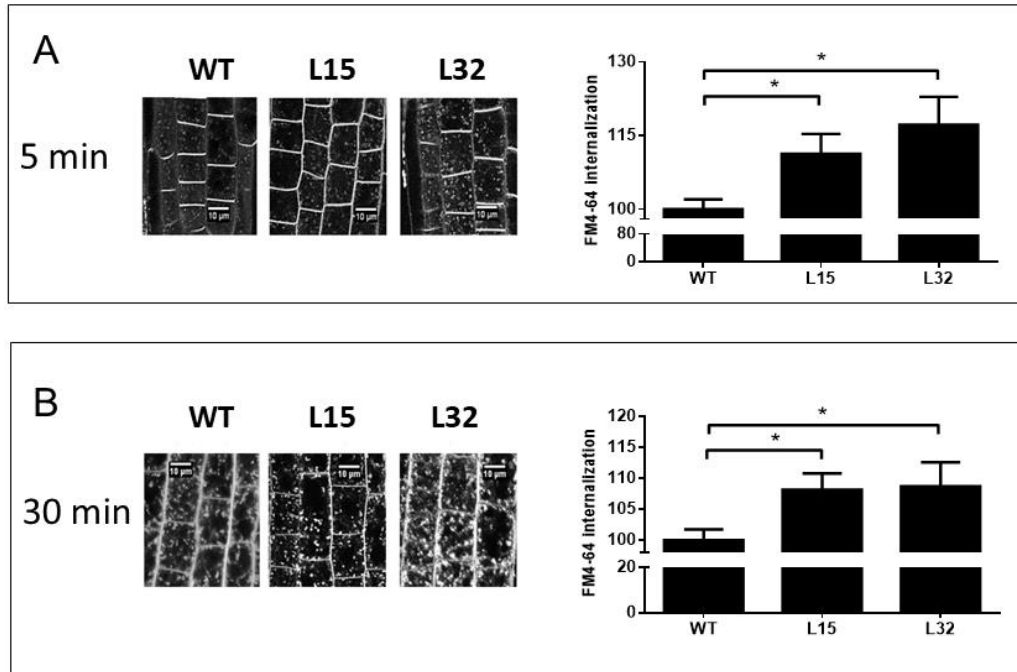 A
WT L15 L32
5 min
10 µm
10 µm
10 µm
FM4-64 internalization
130
115
100
80
0
*
*
WT L15 L32
B
WT L15 L32
30 min
10 µm
10 µm
10 µm
FM4-64 internalization
120
115
110
105
100
20
0
*
*
WT L15 L32